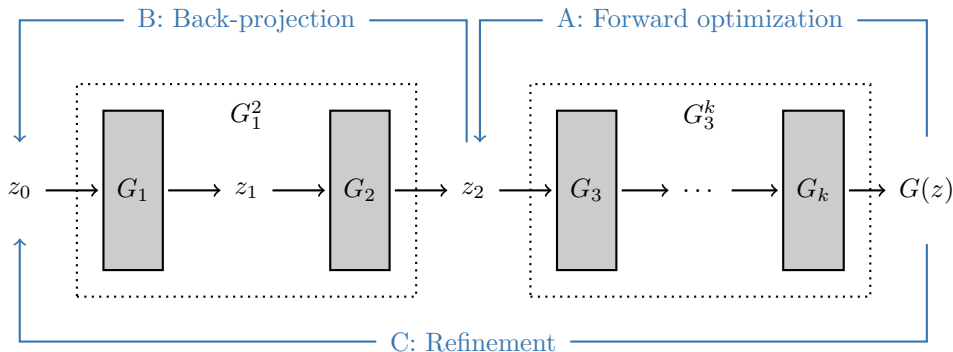 B: Back-projection
A: Forward optimization
G_1^2
G_3^k
z_0
G_1
z_1
G_2
z_2
G_3
...
G_k
G(z)
C: Refinement